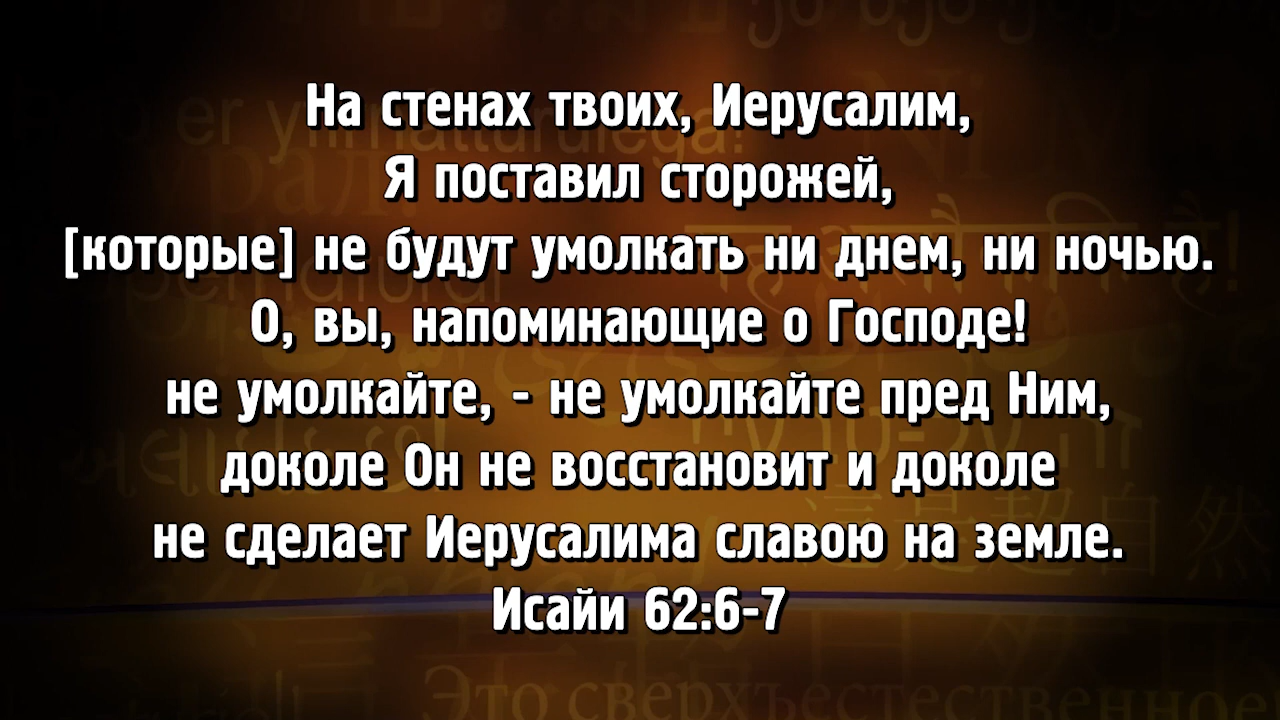 На стенах твоих, Иерусалим,
Я поставил сторожей,
[которые] не будут умолкать ни днем, ни ночью.
О, вы, напоминающие о Господе!
не умолкайте, - не умолкайте пред Ним,
доколе Он не восстановит и доколе
не сделает Иерусалима славою на земле.
Исайи 62:6-7
Это сверхъестественное